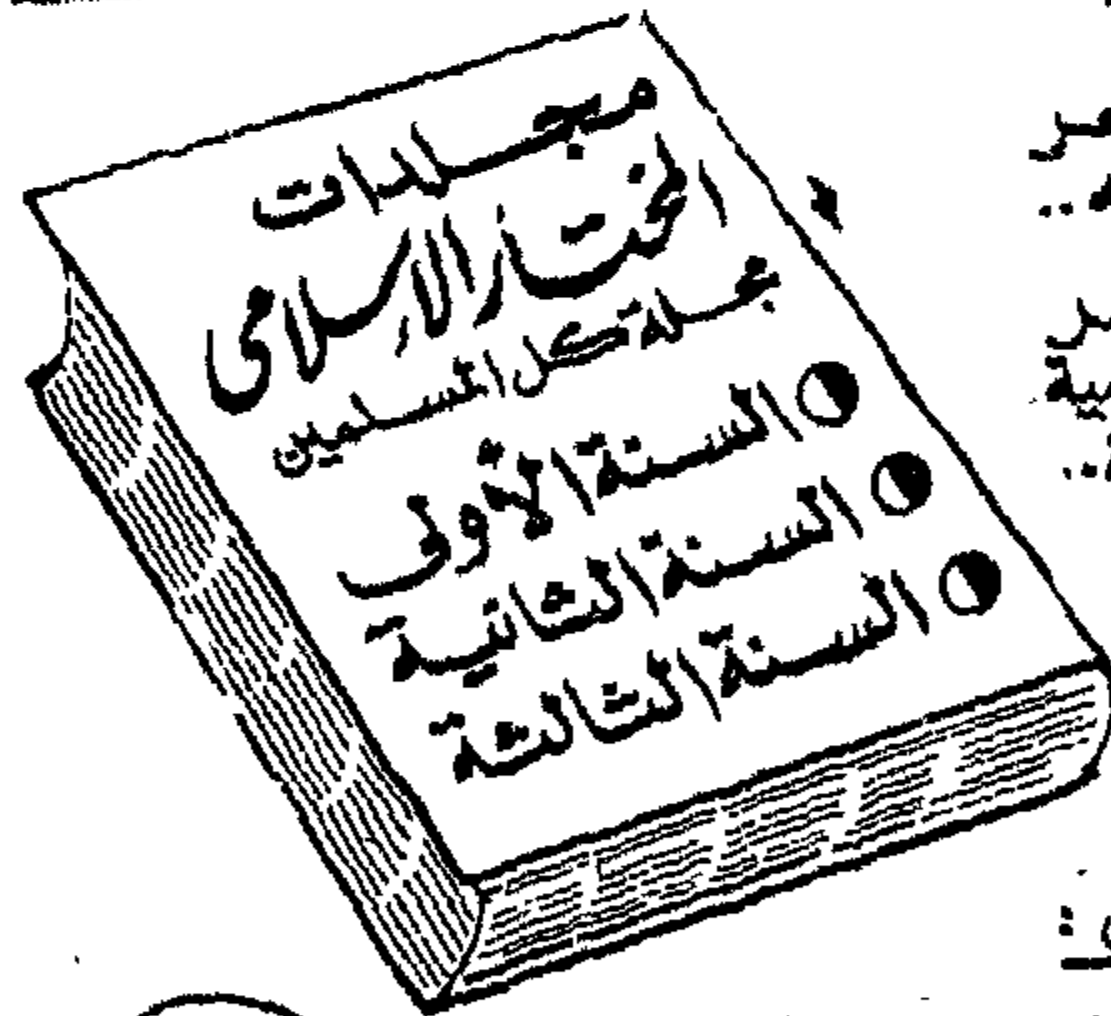 مجلدات
المختار الإسلامى
مجلة كل المسلمين
السنة الأولى
السنة الثانية
السنة الثالثة